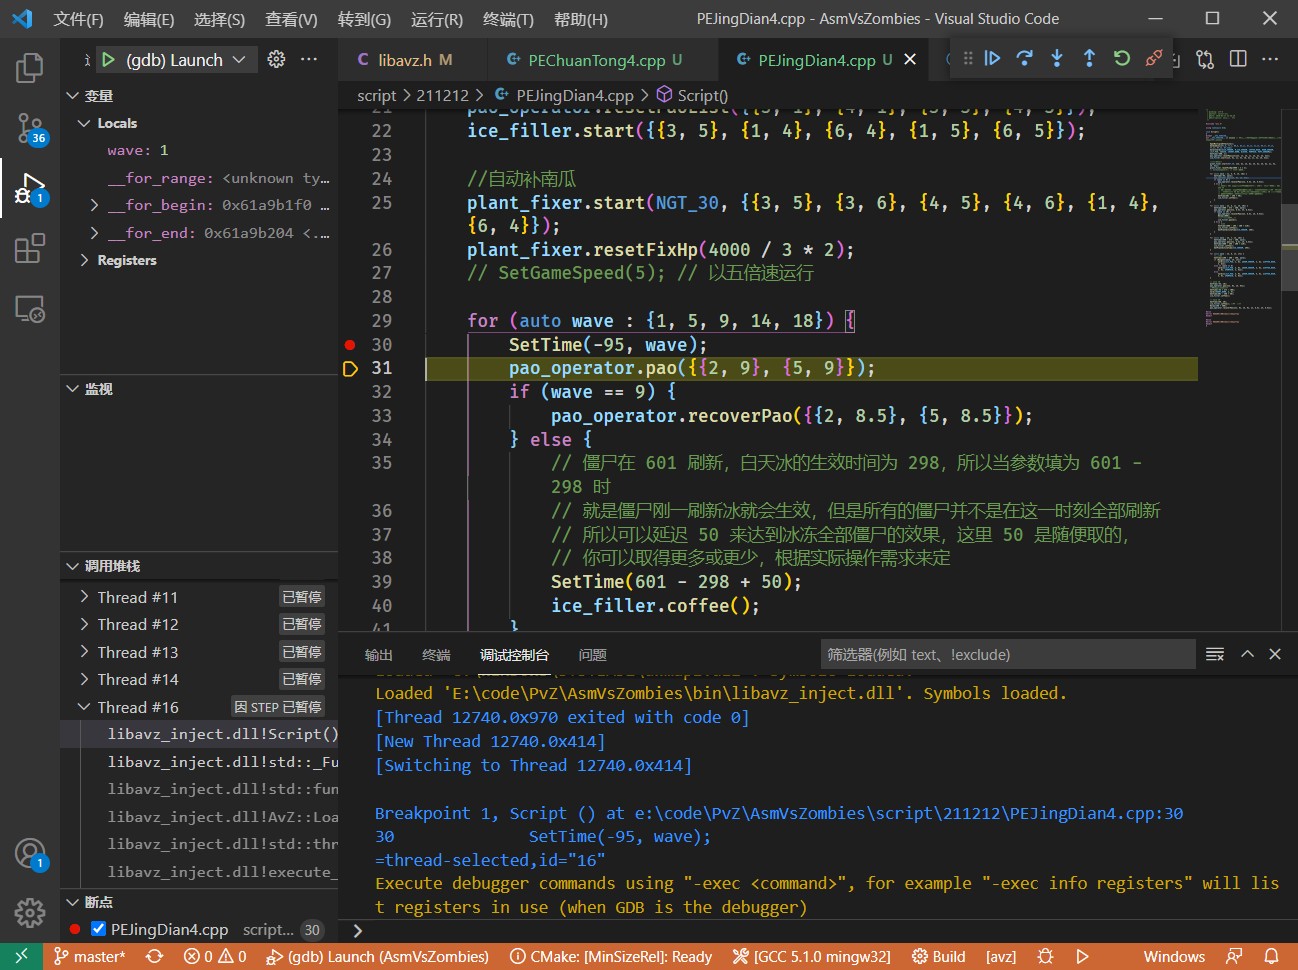 文件(F) 编辑(E) 选择(S) 查看(V) 转到(G) 运行(R) 终端(T) 帮助(H) PEJingDian4.cpp - AsmVsZombies - Visual Studio Code
(gdb) Launch
libavz.h M
PEChuanTong4.cpp U
PEJingDian4.cpp U
script > 211212 > PEJingDian4.cpp > Script()
变量
Locals
wave: 1
__for_range: <unknown ty…
__for_begin: 0x61a9b1f0 …
__for_end: 0x61a9b204 <.…
Registers
监视
调用堆栈
Thread #11 已暂停
Thread #12 已暂停
Thread #13 已暂停
Thread #14 已暂停
Thread #16 因 STEP 已暂停
libavz_inject.dll!Script()
libavz_inject.dll!std::_Fu
libavz_inject.dll!std::fun
libavz_inject.dll!AvZ::Loa
libavz_inject.dll!std::thr
libavz_inject.dll!execute_
断点
PEJingDian4.cpp script... 30
36
1
1
22 ice_filler.start({{3, 5}, {1, 4}, {6, 4}, {1, 5}, {6, 5}});
23
24 //自动补南瓜
25 plant_fixer.start(NGT_30, {{3, 5}, {3, 6}, {4, 5}, {4, 6}, {1, 4},
{6, 4}});
26 plant_fixer.resetFixHp(4000 / 3 * 2);
27 // SetGameSpeed(5); // 以五倍速运行
28
29 for (auto wave : {1, 5, 9, 14, 18}) {
30 SetTime(-95, wave);
31 pao_operator.pao({{2, 9}, {5, 9}});
32 if (wave == 9) {
33 pao_operator.recoverPao({{2, 8.5}, {5, 8.5}});
34 } else {
35 // 僵尸在 601 刷新，白天冰的生效时间为 298，所以当参数填为 601 -
298 时
36 // 就是僵尸刚一刷新冰就会生效，但是所有的僵尸并不是在这一时刻全部刷新
37 // 所以可以延迟 50 来达到冰冻全部僵尸的效果，这里 50 是随便取的，
38 // 你可以取得更多或更少，根据实际操作需求来定
39 SetTime(601 - 298 + 50);
40 ice_filler.coffee();
41 }
输出 终端 调试控制台 问题 筛选器(例如 text、!exclude)
Loaded 'E:\code\PvZ\AsmVsZombies\bin\libavz_inject.dll'. Symbols loaded.
[Thread 12740.0x970 exited with code 0]
[New Thread 12740.0x414]
[Switching to Thread 12740.0x414]
Breakpoint 1, Script () at e:\code\PvZ\AsmVsZombies\script\211212\PEJingDian4.cpp:30
30 SetTime(-95, wave);
=thread-selected,id="16"
Execute debugger commands using "-exec <command>", for example "-exec info registers" will lis
t registers in use (when GDB is the debugger)
master* 0 0 (gdb) Launch (AsmVsZombies) CMake: [MinSizeRel]: Ready [GCC 5.1.0 mingw32] Build [avz] Windows